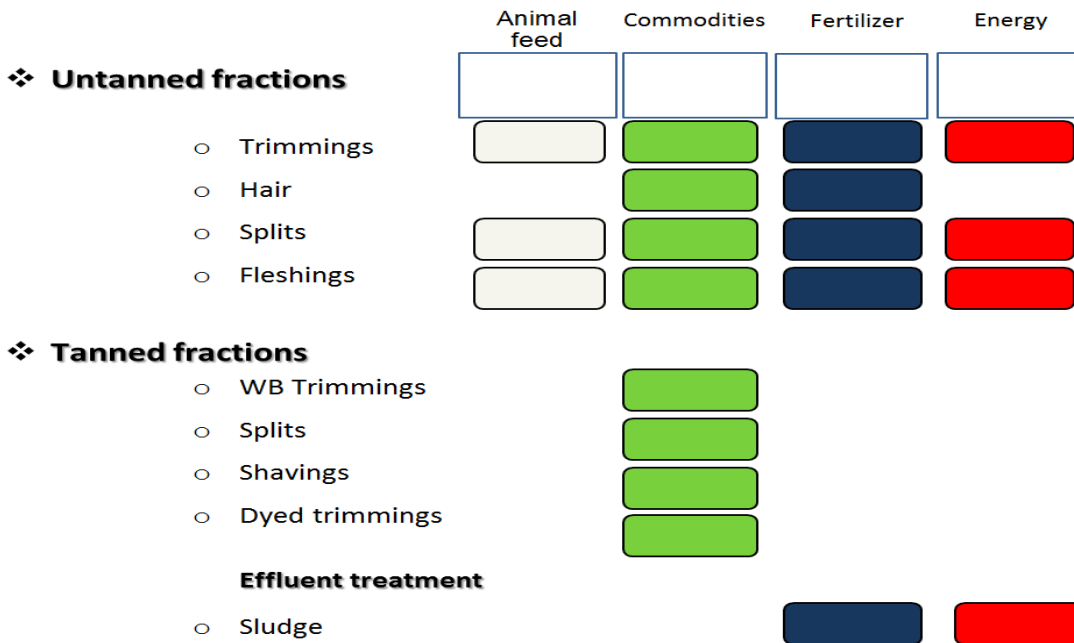 Animal feed Commodities Fertilizer Energy
❖ Untanned fractions
o Trimmings
o Hair
o Splits
o Fleshings
❖ Tanned fractions
o WB Trimmings
o Splits
o Shavings
o Dyed trimmings
Effluent treatment
o Sludge